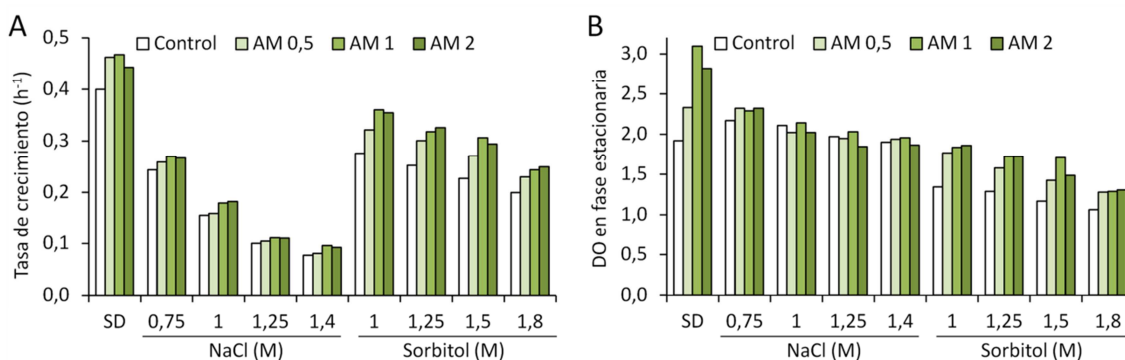 A
Control AM 0,5 AM 1 AM 2
Tasa de crecimiento (h⁻¹)
0,5
0,4
0,3
0,2
0,1
0,0
SD 0,75 1 1,25 1,4 1 1,25 1,5 1,8
NaCl (M) Sorbitol (M)
B
Control AM 0,5 AM 1 AM 2
DO en fase estacionaria
3,0
2,5
2,0
1,5
1,0
0,5
0,0
SD 0,75 1 1,25 1,4 1 1,25 1,5 1,8
NaCl (M) Sorbitol (M)